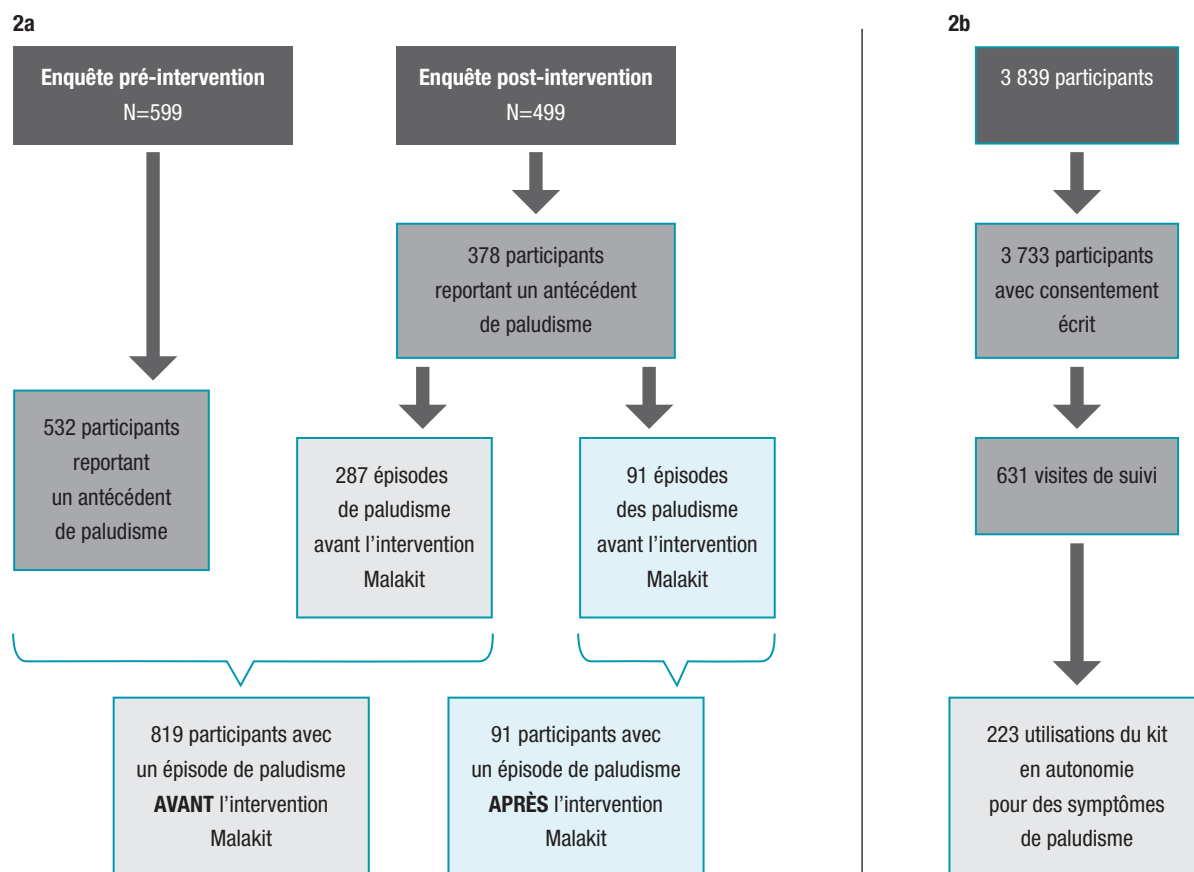 2a
Enquête pré-intervention
N=599
Enquête post-intervention
N=499
378 participants
reportant un antécédent
de paludisme
532 participants
reportant
un antécédent
de paludisme
287 épisodes
de paludisme
avant l’intervention
Malakit
91 épisodes
des paludisme
avant l’intervention
Malakit
819 participants avec
un épisode de paludisme
AVANT l’intervention
Malakit
91 participants avec
un épisode de paludisme
APRÈS l’intervention
Malakit
2b
3 839 participants
3 733 participants
avec consentement
écrit
631 visites de suivi
223 utilisations du kit
en autonomie
pour des symptômes
de paludisme